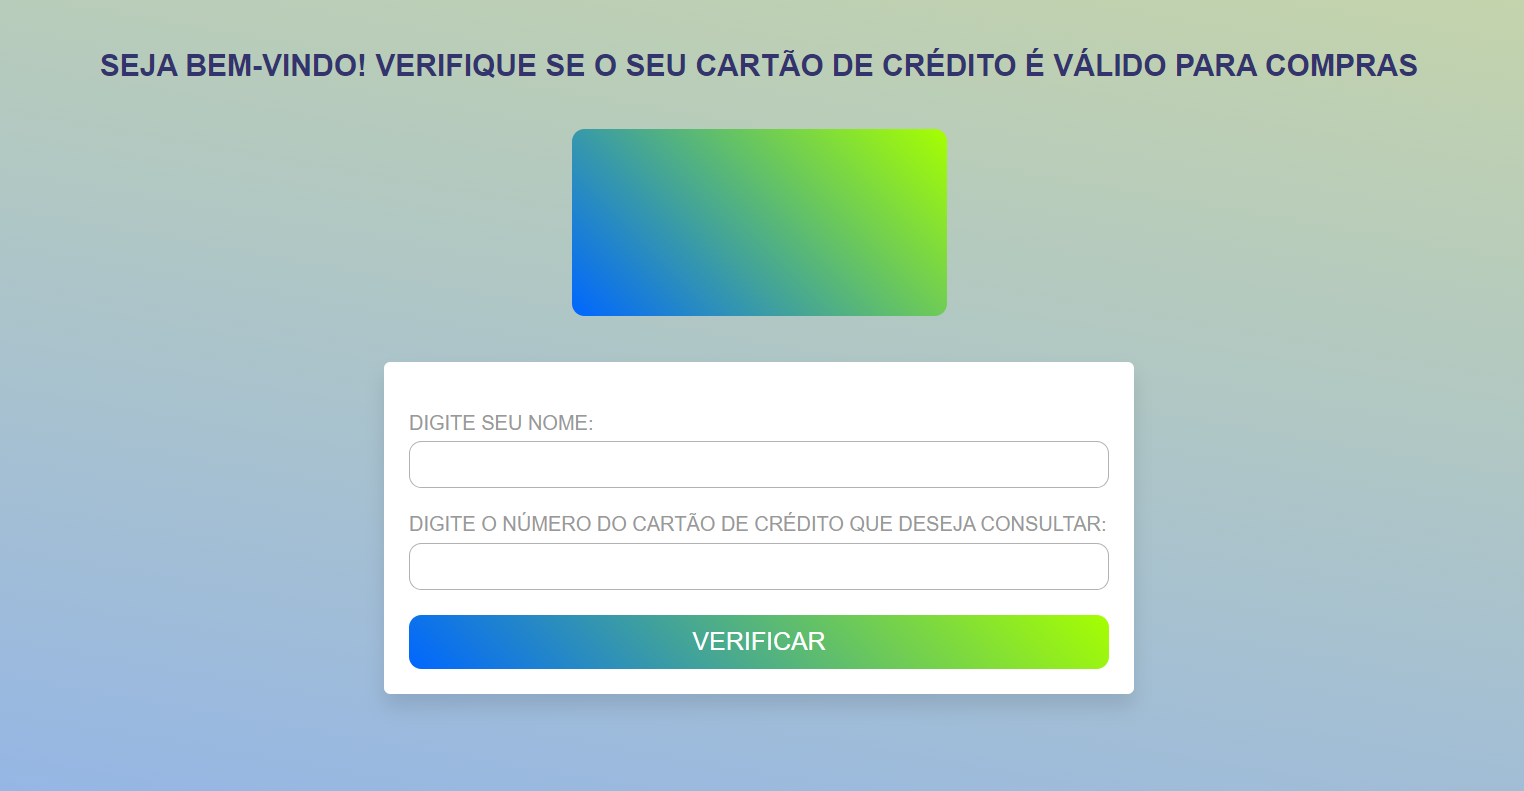 SEJA BEM-VINDO! VERIFIQUE SE O SEU CARTÃO DE CRÉDITO É VÁLIDO PARA COMPRAS
DIGITE SEU NOME:
DIGITE O NÚMERO DO CARTÃO DE CRÉDITO QUE DESEJA CONSULTAR:
VERIFICAR